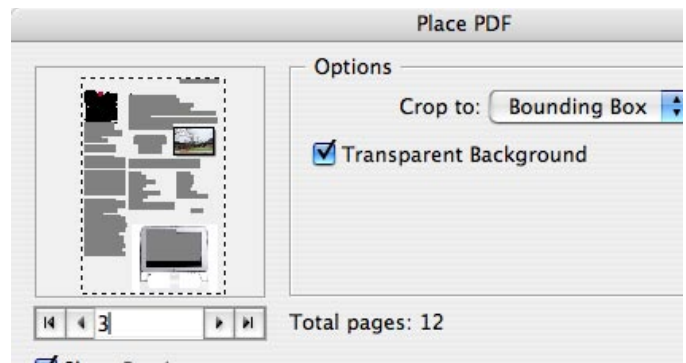 Place PDF
Options
Crop to: Bounding Box
Transparent Background
3
Total pages: 12